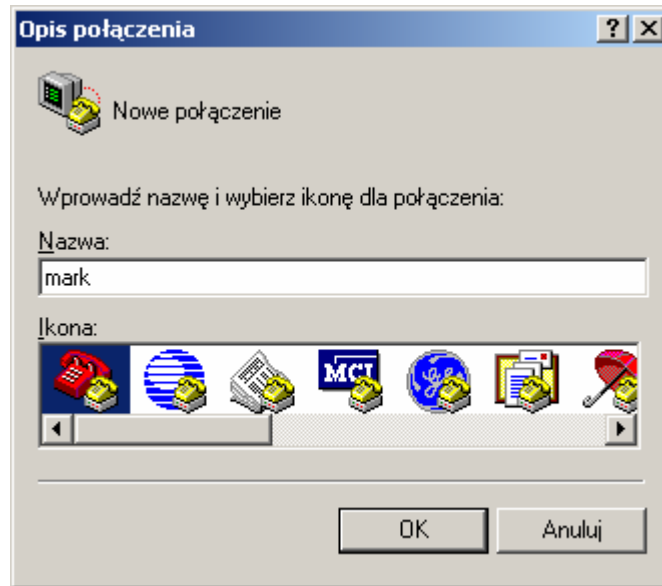 Opis połączenia
Nowe połączenie
Wprowadź nazwę i wybierz ikonę dla połączenia:
Nazwa:
mark
Ikona:
MCI
OK Anuluj